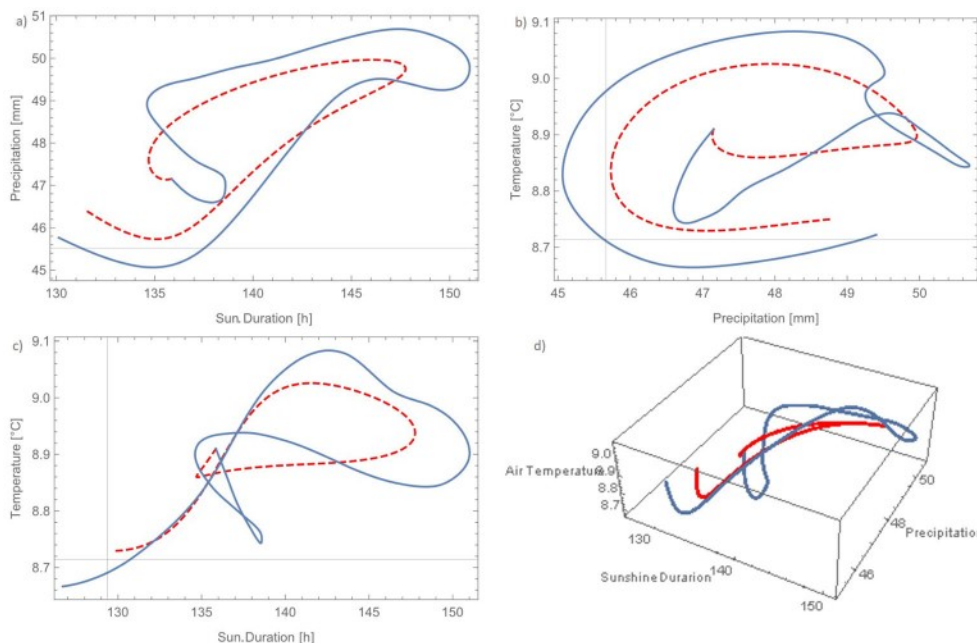 a)
51
50
49
48
47
46
45
Precipitation [mm]
130 135 140 145 150
Sun. Duration [h]
b)
9.1
9.0
8.9
8.8
8.7
Temperature [°C]
45 46 47 48 49 50
Precipitation [mm]
c)
9.1
9.0
8.9
8.8
8.7
Temperature [°C]
130 135 140 145 150
Sun. Duration [h]
d)
9.0
Air Temperature
8.9
8.8
8.7
130
140
150
Sunshine Durarion
50
48
46
Precipitation